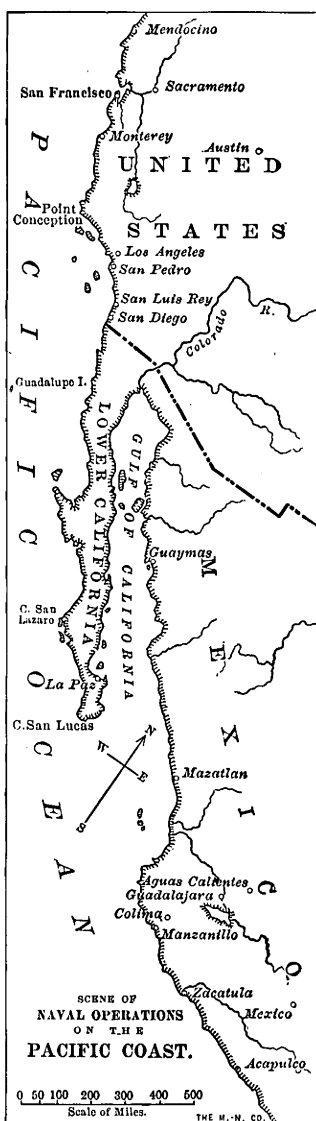 Mendocino
San Francisco
Sacramento
Monterey
Austin
UNITED
STATES
Point
Conception
Los Angeles
San Pedro
San Luis Rey
San Diego
Colorado R.
Guadalupe I.
PACIFIC OCEAN
LOWER CALIFORNIA
GULF OF CALIFORNIA
Guaymas
MEXICO
C. San
Lazaro
La Paz
C. San Lucas
N
W
E
S
Mazatlan
Aguas Calientes
Guadalajara
Colima
Manzanillo
Zacatula
Mexico
Acapulco
SCENE OF
NAVAL OPERATIONS
ON THE
PACIFIC COAST.
0 50 100 200 300 400 500
Scale of Miles.
THE M.-N. CO.